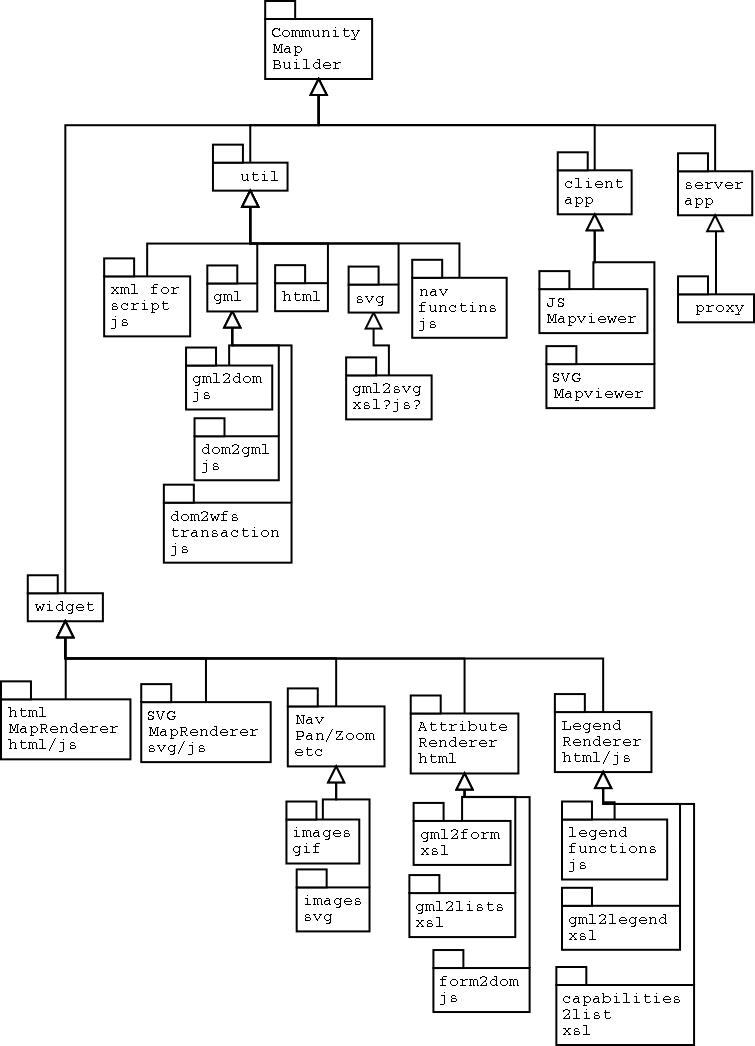 Community
Map
Builder
util
client
app
server
app
xml for
script
js
gml
html
svg
nav
functins
js
JS
Mapviewer
proxy
gml2dom
js
gml2svg
xsl?js?
SVG
Mapviewer
dom2gml
js
dom2wfs
transaction
js
widget
html
MapRenderer
html/js
SVG
MapRenderer
svg/js
Nav
Pan/Zoom
etc
Attribute
Renderer
html
Legend
Renderer
html/js
images
gif
images
svg
gml2form
xsl
gml2lists
xsl
form2dom
js
legend
functions
js
gml2legend
xsl
capabilities
2list
xsl